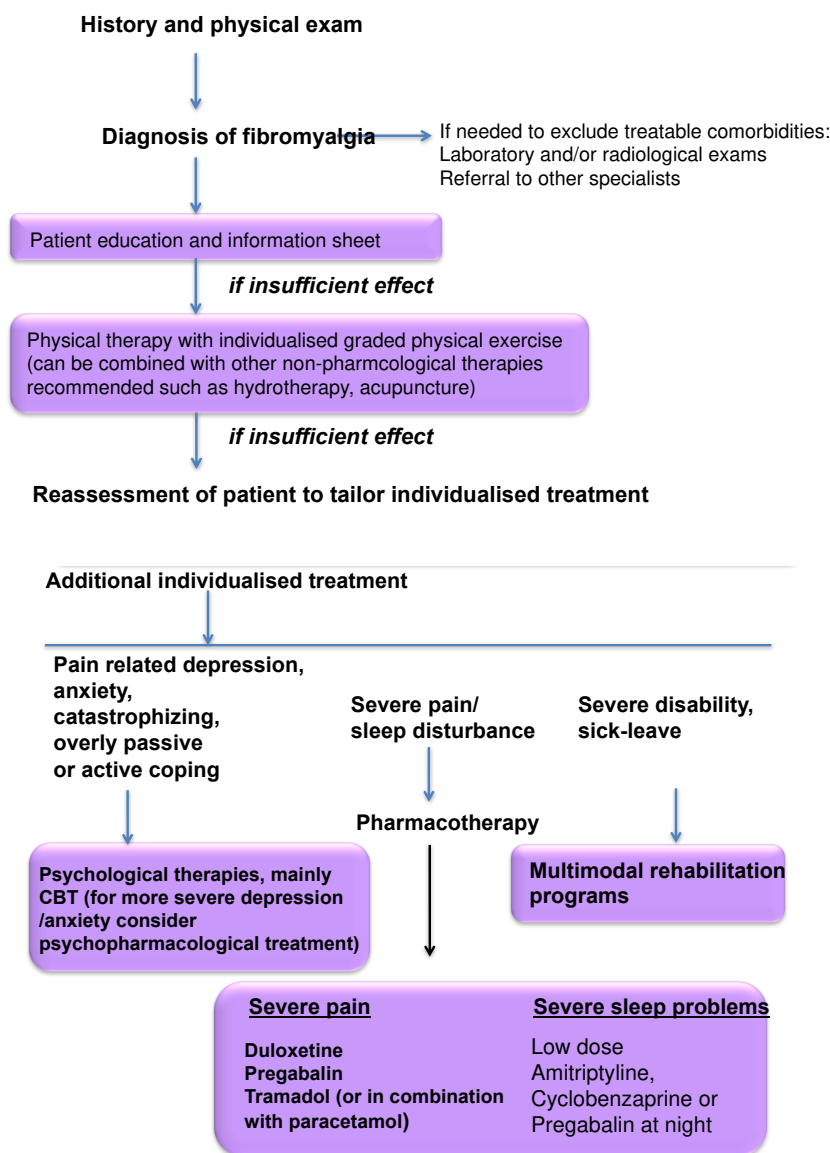 History and physical exam
Diagnosis of fibromyalgia
If needed to exclude treatable comorbidities:
Laboratory and/or radiological exams
Referral to other specialists
Patient education and information sheet
if insufficient effect
Physical therapy with individualised graded physical exercise
(can be combined with other non-pharmcological therapies
recommended such as hydrotherapy, acupuncture)
if insufficient effect
Reassessment of patient to tailor individualised treatment
Additional individualised treatment
Pain related depression,
anxiety,
catastrophizing,
overly passive
or active coping
Severe pain/
sleep disturbance
Severe disability,
sick-leave
Pharmacotherapy
Psychological therapies, mainly
CBT (for more severe depression
/anxiety consider
psychopharmacological treatment)
Multimodal rehabilitation
programs
Severe pain
Duloxetine
Pregabalin
Tramadol (or in combination
with paracetamol)
Severe sleep problems
Low dose
Amitriptyline,
Cyclobenzaprine or
Pregabalin at night